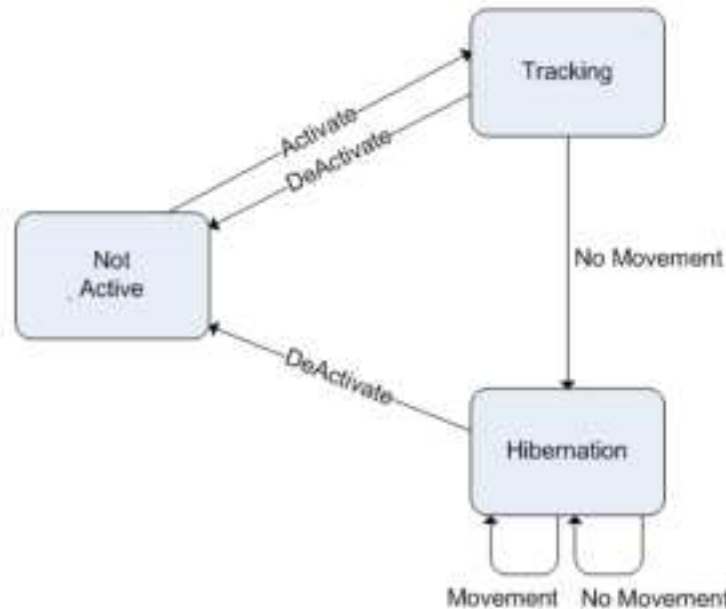 Tracking
Activate
DeActivate
Not
Active
No Movement
DeActivate
Hibernation
Movement
No Movement